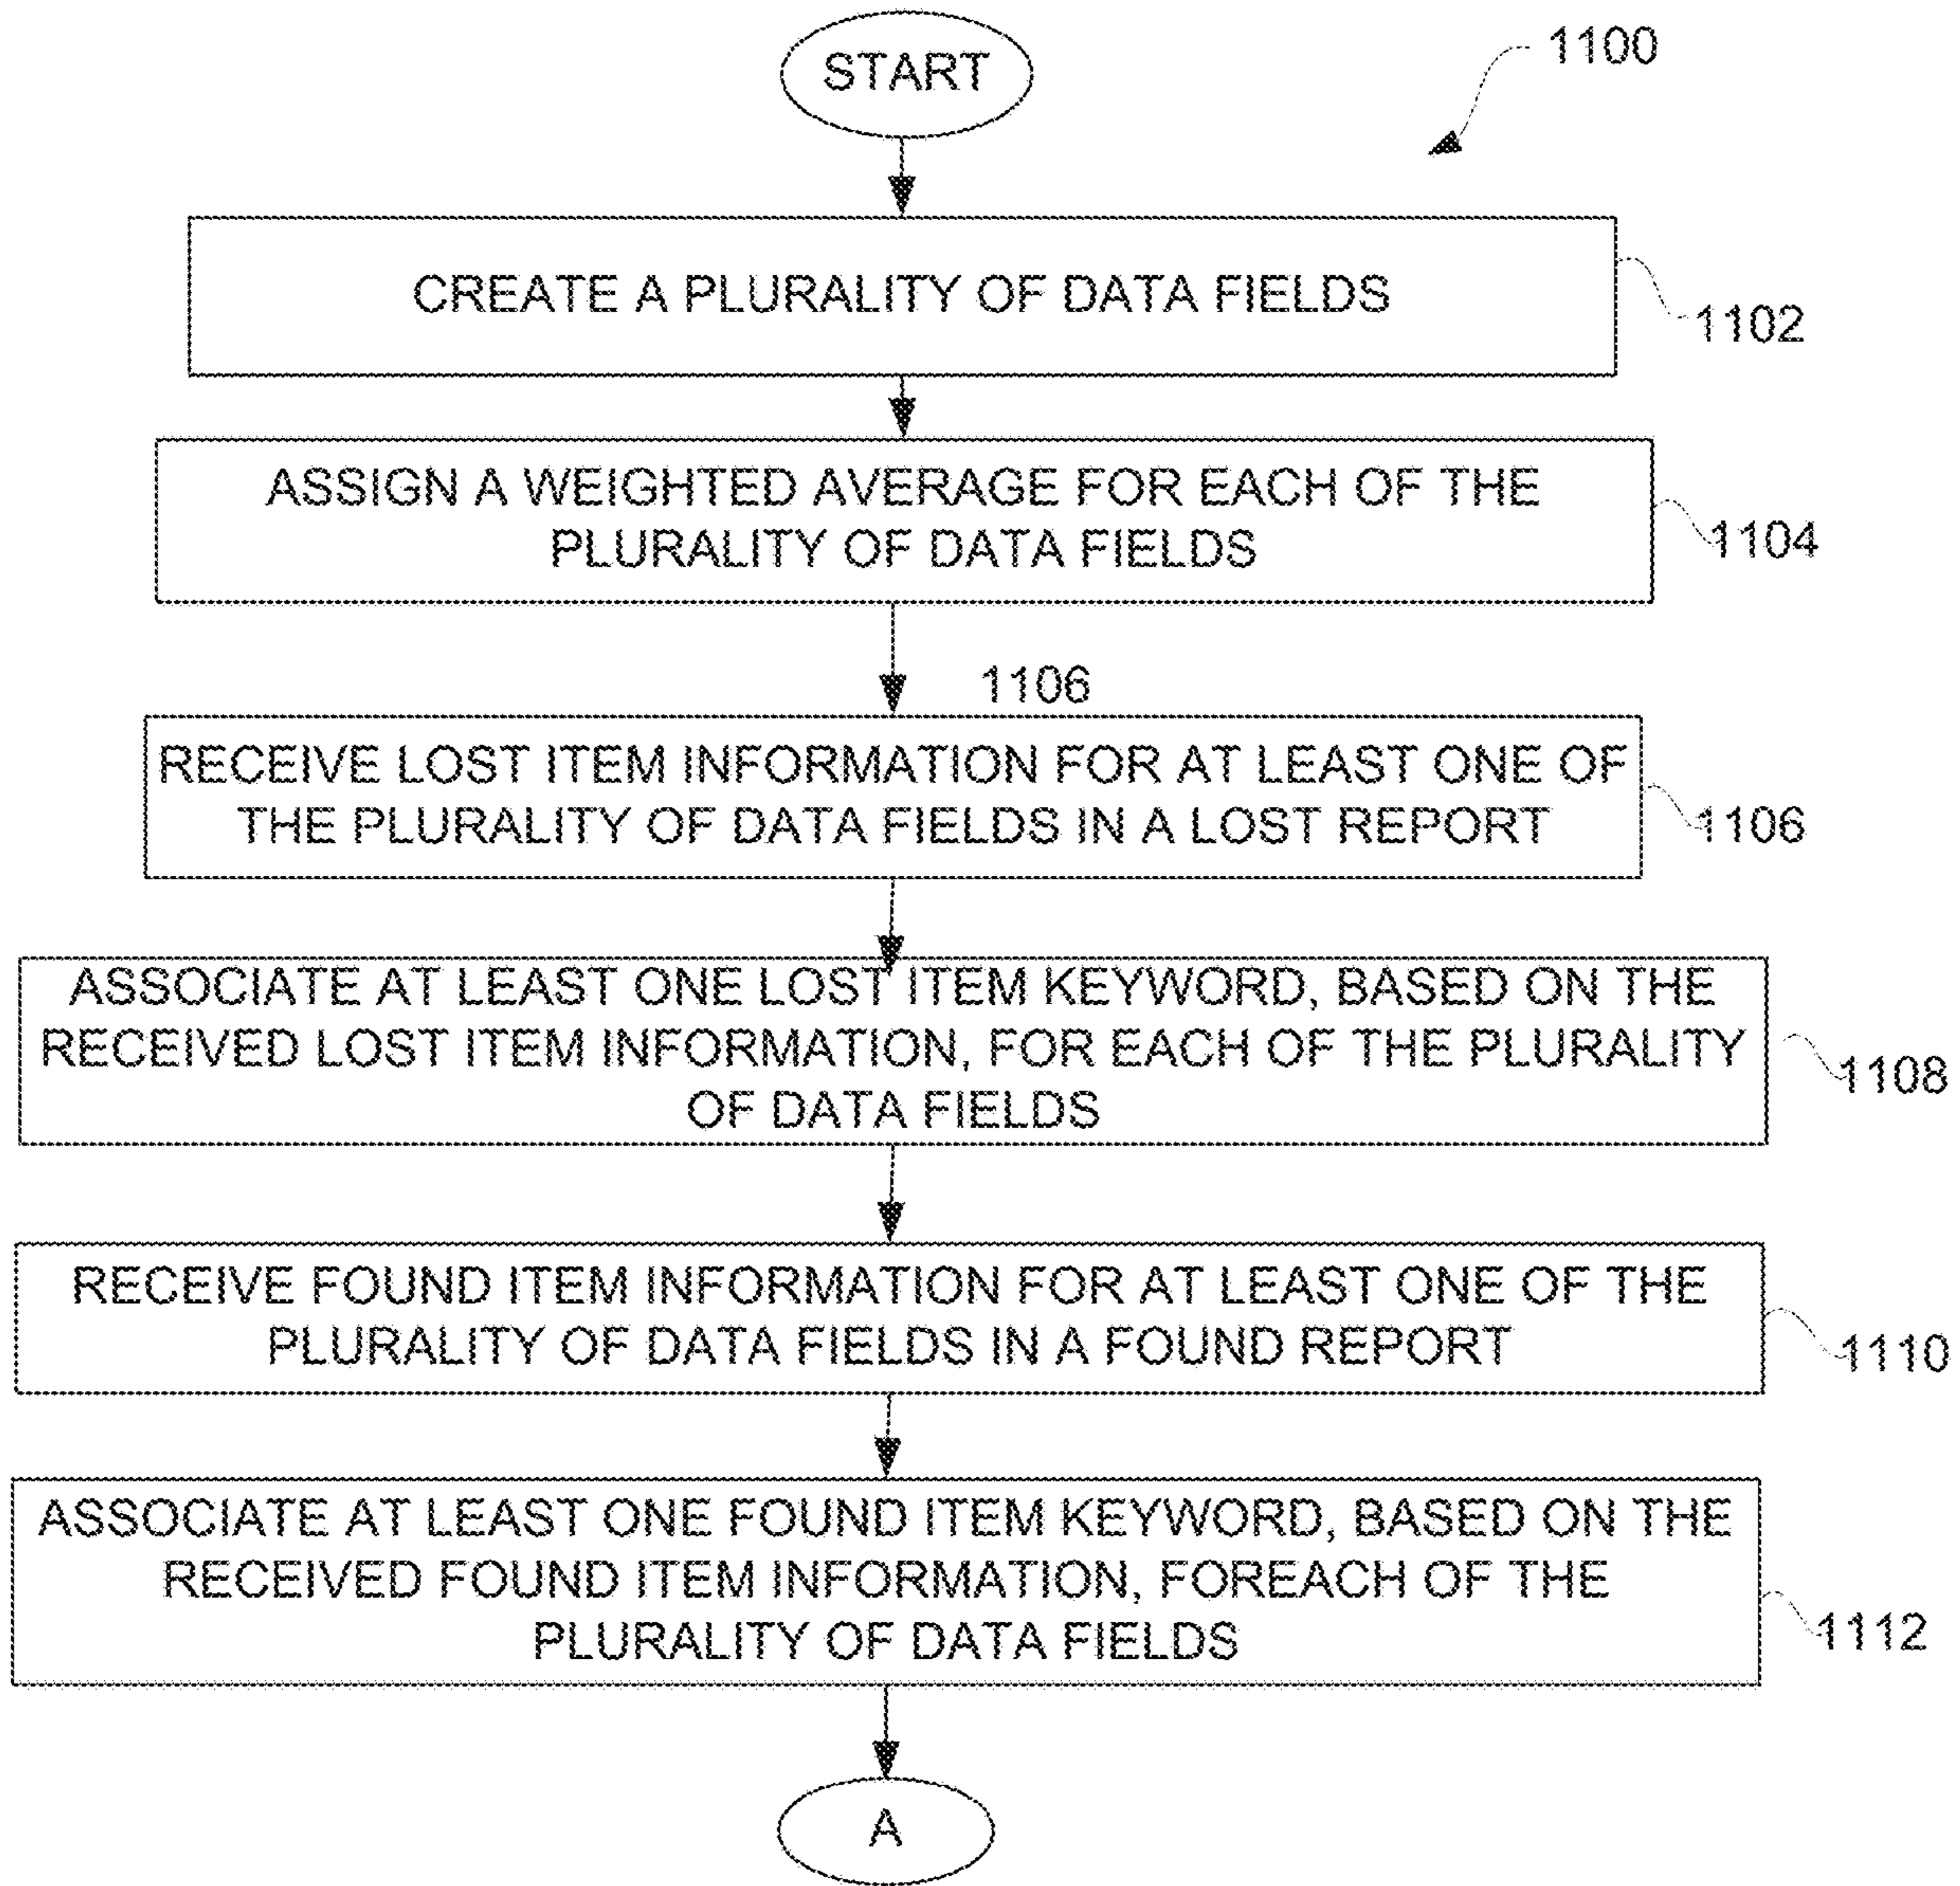 START
1100
CREATE A PLURALITY OF DATA FIELDS
1102
ASSIGN A WEIGHTED AVERAGE FOR EACH OF THE
PLURALITY OF DATA FIELDS
1104
1106
RECEIVE LOST ITEM INFORMATION FOR AT LEAST ONE OF
THE PLURALITY OF DATA FIELDS IN A LOST REPORT
1106
ASSOCIATE AT LEAST ONE LOST ITEM KEYWORD, BASED ON THE
RECEIVED LOST ITEM INFORMATION, FOR EACH OF THE PLURALITY
OF DATA FIELDS
1108
RECEIVE FOUND ITEM INFORMATION FOR AT LEAST ONE OF THE
PLURALITY OF DATA FIELDS IN A FOUND REPORT
1110
ASSOCIATE AT LEAST ONE FOUND ITEM KEYWORD, BASED ON THE
RECEIVED FOUND ITEM INFORMATION, FOREACH OF THE
PLURALITY OF DATA FIELDS
1112
A